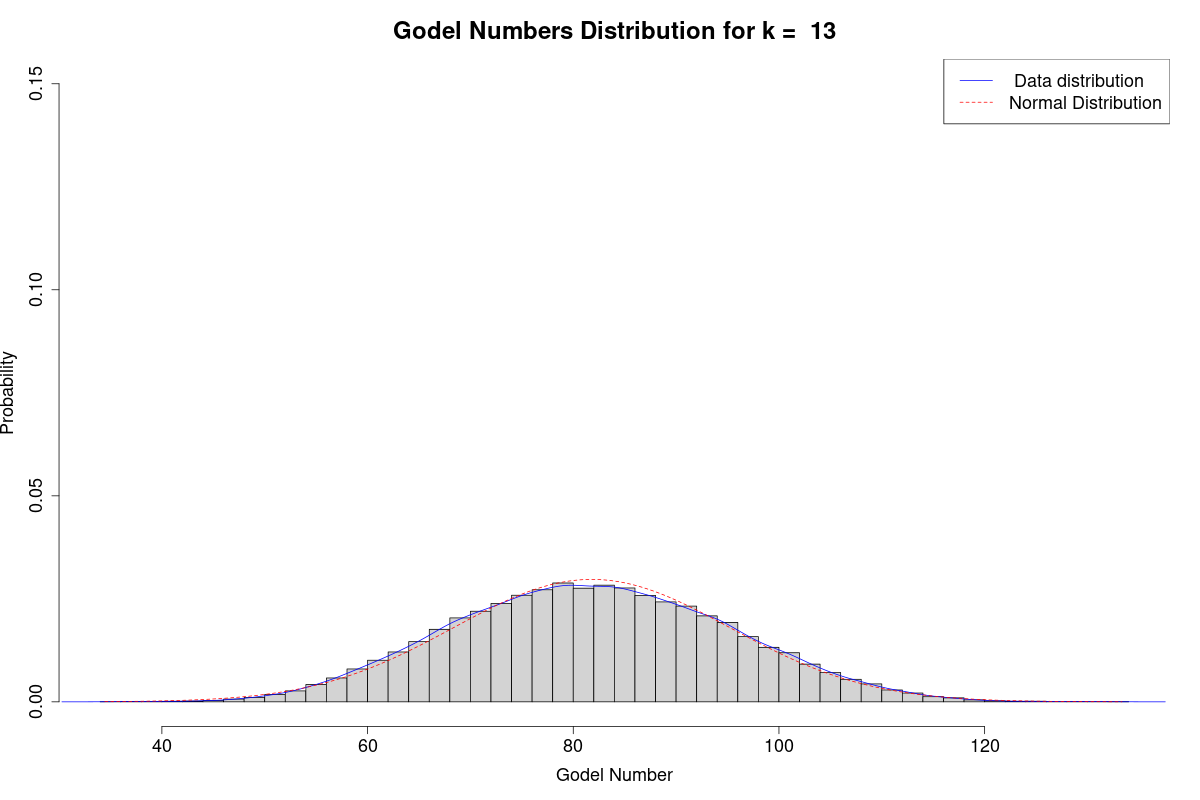 Godel Numbers Distribution for k =  13
Data distribution
Normal Distribution
0.15
0.10
0.05
0.00
Probability
40 60 80 100 120
Godel Number